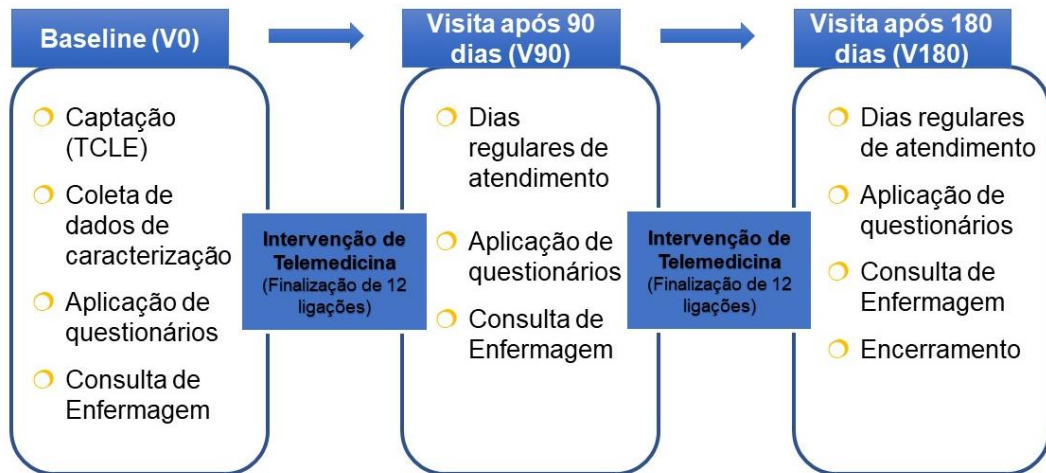 Baseline (V0)
Captação
(TCLE)
Coleta de
dados de
caracterização
Aplicação de
questionários
Consulta de
Enfermagem
Intervenção de
Telemedicina
(Finalização de 12
ligações)
Visita após 90
dias (V90)
Dias
regulares de
atendimento
Aplicação de
questionários
Consulta de
Enfermagem
Intervenção de
Telemedicina
(Finalização de 12
ligações)
Visita após 180
dias (V180)
Dias regulares
de atendimento
Aplicação de
questionários
Consulta de
Enfermagem
Encerramento